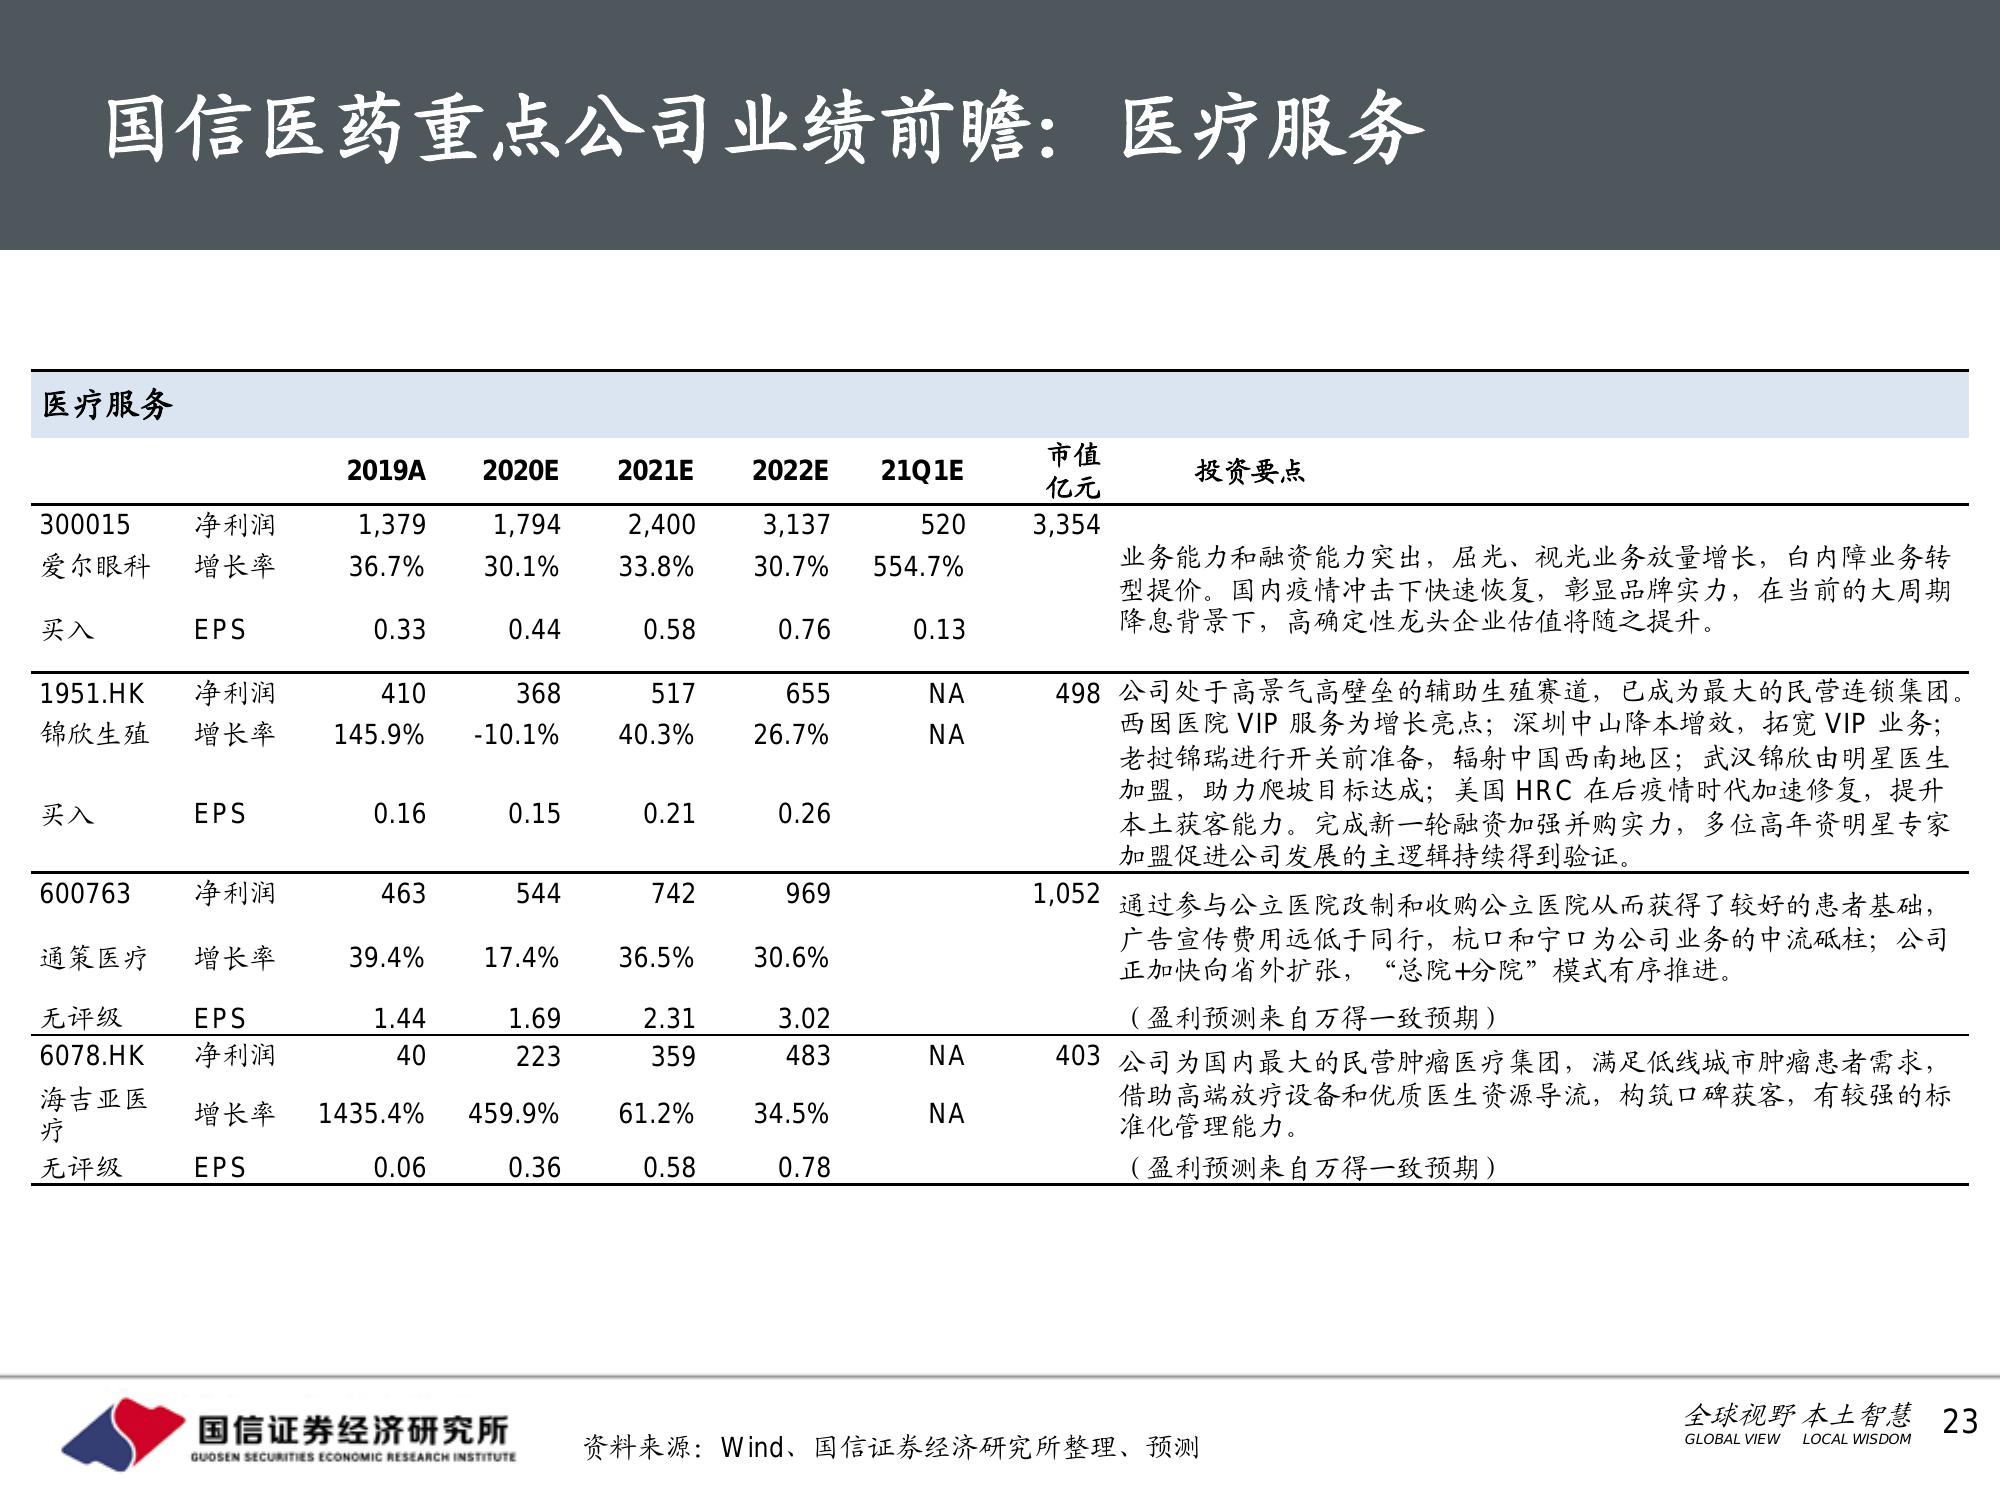 国信医药重点公司业绩前瞻：医疗服务
医疗服务
2019A 2020E 2021E 2022E 21Q1E 市值 亿元 投资要点
300015 净利润 1,379 1,794 2,400 3,137 520 3,354
爱尔眼科 增长率 36.7% 30.1% 33.8% 30.7% 554.7%
买入 EPS 0.33 0.44 0.58 0.76 0.13
业务能力和融资能力突出，屈光、视光业务放量增长，白内障业务转
型提价。国内疫情冲击下快速恢复，彰显品牌实力，在当前的大周期
降息背景下，高确定性龙头企业估值将随之提升。
1951.HK 净利润 410 368 517 655 NA 498
锦欣生殖 增长率 145.9% -10.1% 40.3% 26.7% NA
买入 EPS 0.16 0.15 0.21 0.26
公司处于高景气高壁垒的辅助生殖赛道，已成为最大的民营连锁集团。
西囡医院 VIP 服务为增长亮点；深圳中山降本增效，拓宽 VIP 业务；
老挝锦瑞进行开关前准备，辐射中国西南地区；武汉锦欣由明星医生
加盟，助力爬坡目标达成；美国 HRC 在后疫情时代加速修复，提升
本土获客能力。完成新一轮融资加强并购实力，多位高年资明星专家
加盟促进公司发展的主逻辑持续得到验证。
600763 净利润 463 544 742 969 1,052
通策医疗 增长率 39.4% 17.4% 36.5% 30.6%
无评级 EPS 1.44 1.69 2.31 3.02
通过参与公立医院改制和收购公立医院从而获得了较好的患者基础，
广告宣传费用远低于同行，杭口和宁口为公司业务的中流砥柱；公司
正加快向省外扩张，“总院+分院”模式有序推进。
（盈利预测来自万得一致预期）
6078.HK 净利润 40 223 359 483 NA 403
海吉亚医
疗 增长率 1435.4% 459.9% 61.2% 34.5% NA
无评级 EPS 0.06 0.36 0.58 0.78
公司为国内最大的民营肿瘤医疗集团，满足低线城市肿瘤患者需求，
借助高端放疗设备和优质医生资源导流，构筑口碑获客，有较强的标
准化管理能力。
（盈利预测来自万得一致预期）
国信证券经济研究所
GUOSEN SECURITIES ECONOMIC RESEARCH INSTITUTE
资料来源：Wind、国信证券经济研究所整理、预测
全球视野 本土智慧
GLOBAL VIEW LOCAL WISDOM
23